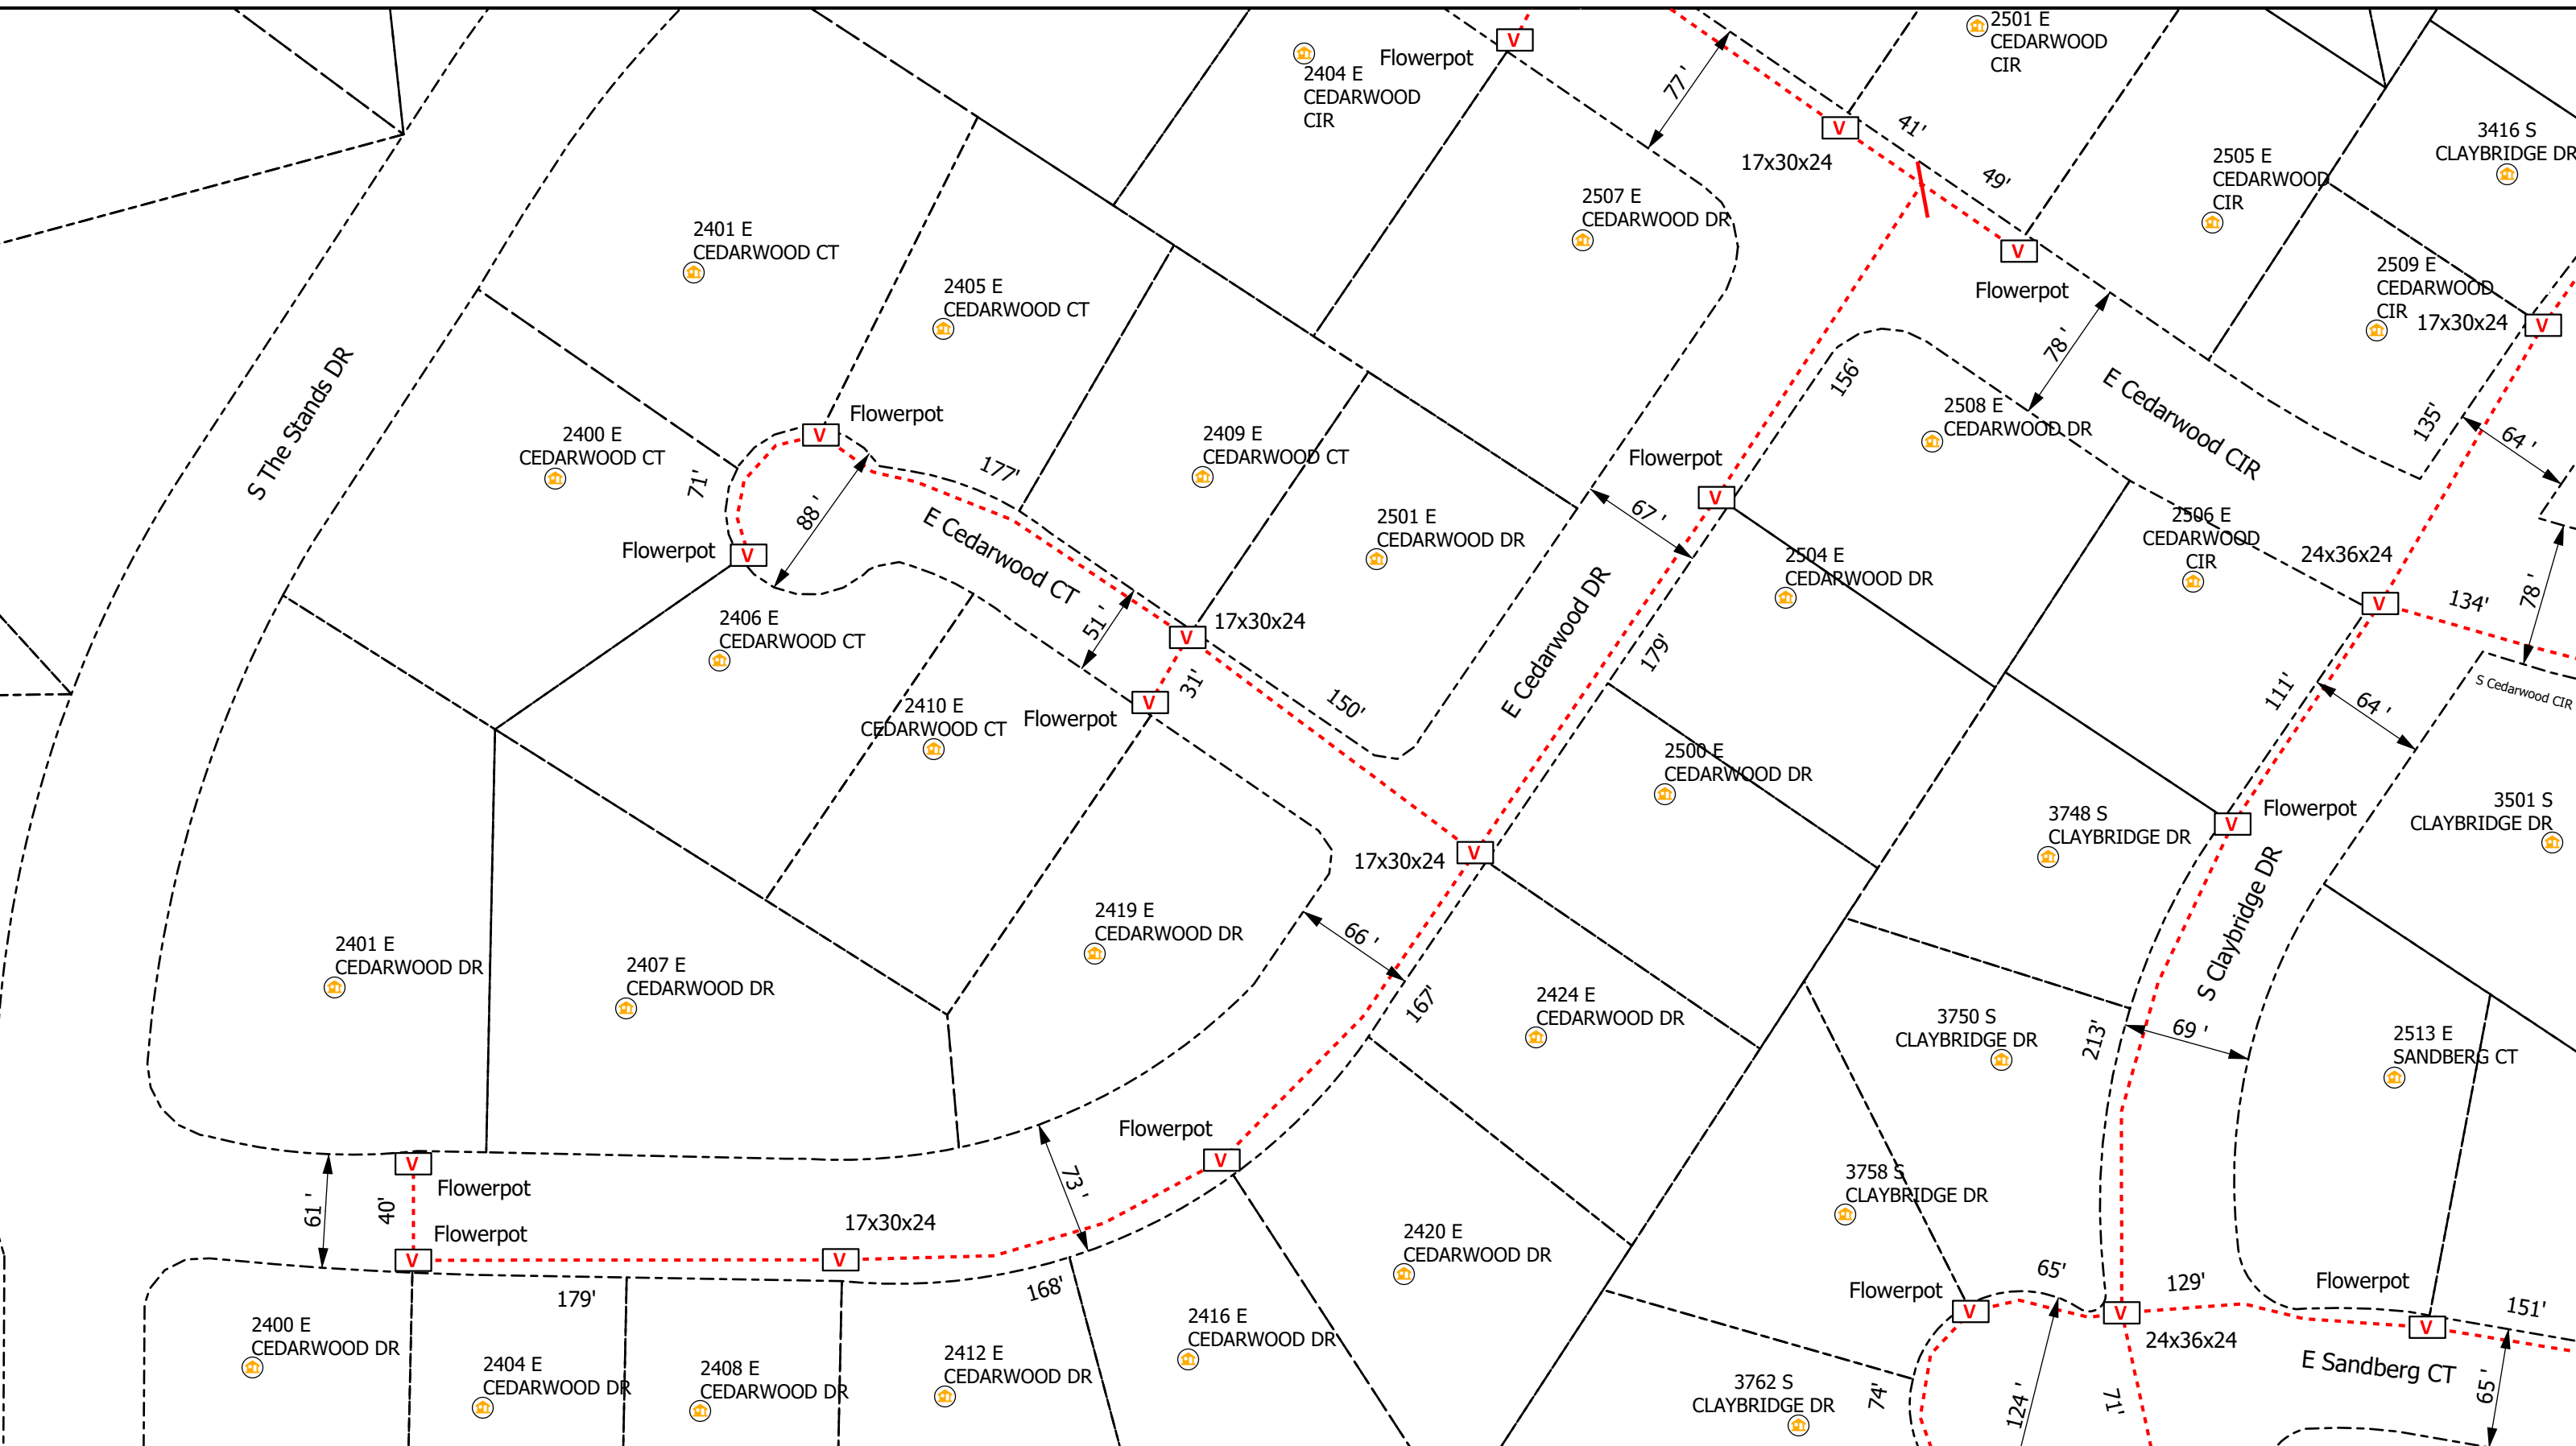 2501 E
CEDARWOOD
CIR
V
Flowerpot
2404 E
CEDARWOOD
CIR
77'
V
41'
17x30x24
3416 S
CLAYBRIDGE DR
2505 E
CEDARWOOD
CIR
49'
2507 E
CEDARWOOD DR
2401 E
CEDARWOOD CT
V
Flowerpot
2405 E
CEDARWOOD CT
2509 E
CEDARWOOD
CIR
17x30x24
V
78'
S The Stands DR
156'
E Cedarwood CIR
135'
64'
2508 E
CEDARWOOD DR
Flowerpot
V
2400 E
CEDARWOOD CT
71'
177'
88'
2409 E
CEDARWOOD CT
Flowerpot
V
67'
2501 E
CEDARWOOD DR
E Cedarwood CT
Flowerpot
V
2504 E
CEDARWOOD DR
2506 E
CEDARWOOD
CIR
24x36x24
V
134'
78'
2406 E
CEDARWOOD CT
51'
V
17x30x24
E Cedarwood DR
179'
31'
150'
V
Flowerpot
2410 E
CEDARWOOD CT
111'
64'
S Cedarwood CIR
2500 E
CEDARWOOD DR
3748 S
CLAYBRIDGE DR
V
Flowerpot
3501 S
CLAYBRIDGE DR
17x30x24
V
S Claybridge DR
2419 E
CEDARWOOD DR
66'
2401 E
CEDARWOOD DR
2407 E
CEDARWOOD DR
167'
2424 E
CEDARWOOD DR
3750 S
CLAYBRIDGE DR
213'
69'
2513 E
SANDBERG CT
Flowerpot
V
V
Flowerpot
61'
40'
73'
3758 S
CLAYBRIDGE DR
Flowerpot
V
17x30x24
V
179'
168'
2420 E
CEDARWOOD DR
Flowerpot
V
65'
V
129'
24x36x24
Flowerpot
V
151'
2400 E
CEDARWOOD DR
2404 E
CEDARWOOD DR
2408 E
CEDARWOOD DR
2412 E
CEDARWOOD DR
2416 E
CEDARWOOD DR
3762 S
CLAYBRIDGE DR
74'
124'
71'
E Sandberg CT
65'